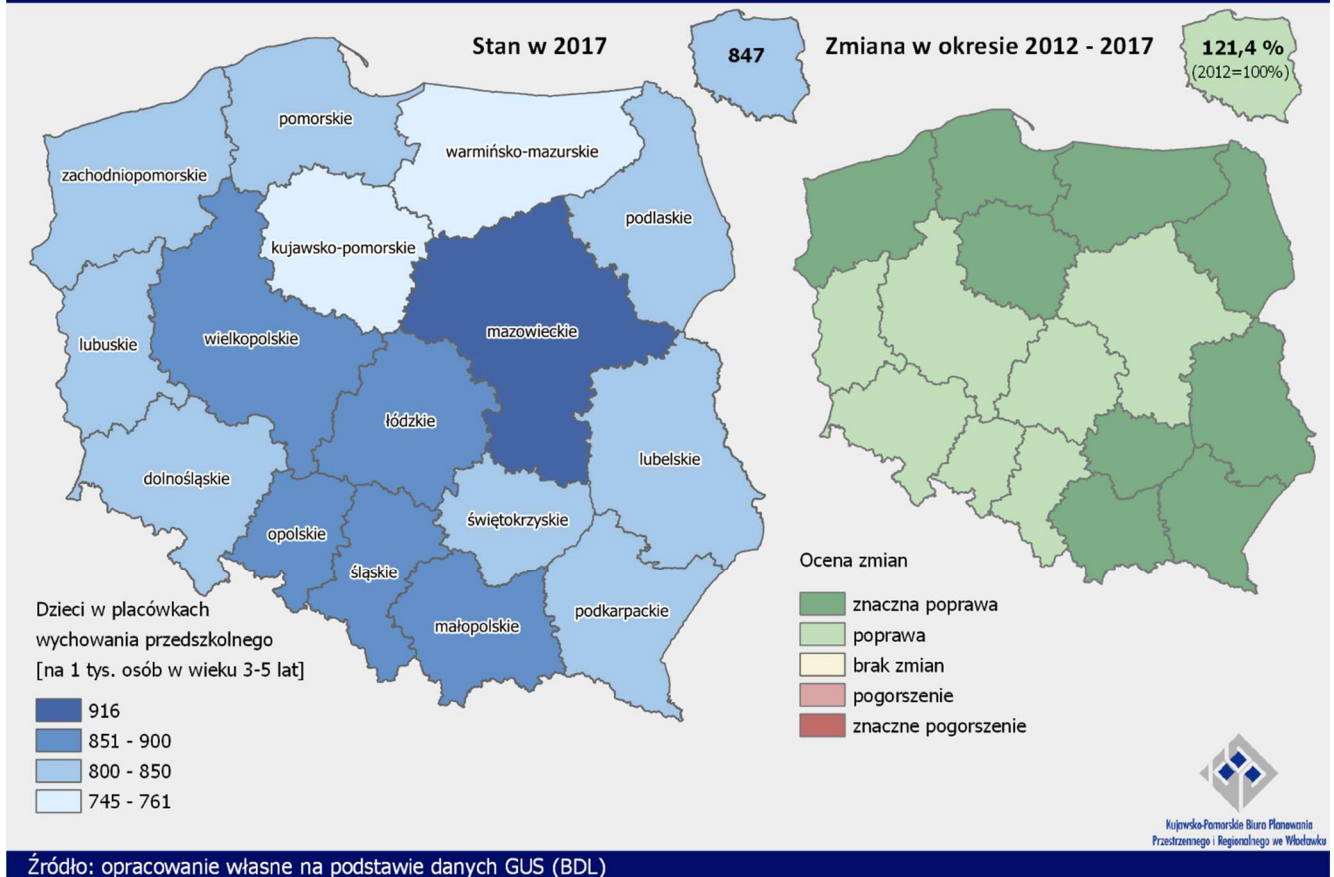 Stan w 2017
847
Zmiana w okresie 2012 - 2017
121,4 %
(2012=100%)
pomorskie
warmińsko-mazurskie
zachodniopomorskie
podlaskie
kujawsko-pomorskie
mazowieckie
wielkopolskie
lubuskie
łódzkie
lubelskie
dolnośląskie
świętokrzyskie
opolskie
śląskie
podkarpackie
małopolskie
Dzieci w placówkach
wychowania przedszkolnego
[na 1 tys. osób w wieku 3-5 lat]
916
851 - 900
800 - 850
745 - 761
Ocena zmian
znaczna poprawa
poprawa
brak zmian
pogorszenie
znaczne pogorszenie
Kujawsko-Pomorskie Biuro Planowania
Przestrzennego i Regionalnego we Włocławku
Źródło: opracowanie własne na podstawie danych GUS (BDL)